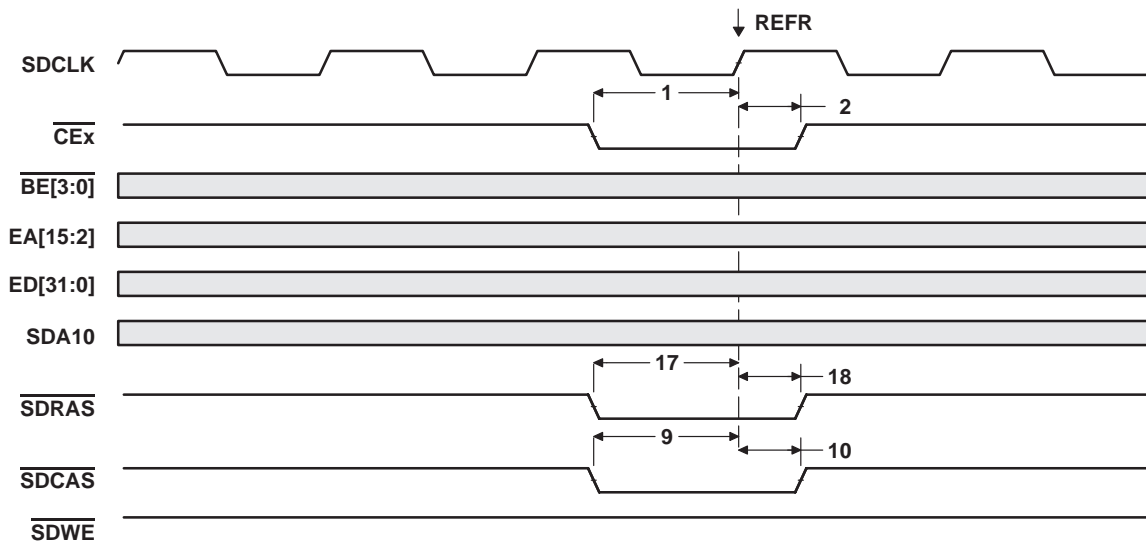 REFR
SDCLK
1
2
CEx
BE[3:0]
EA[15:2]
ED[31:0]
SDA10
17
18
SDRAS
9
10
SDCAS
SDWE